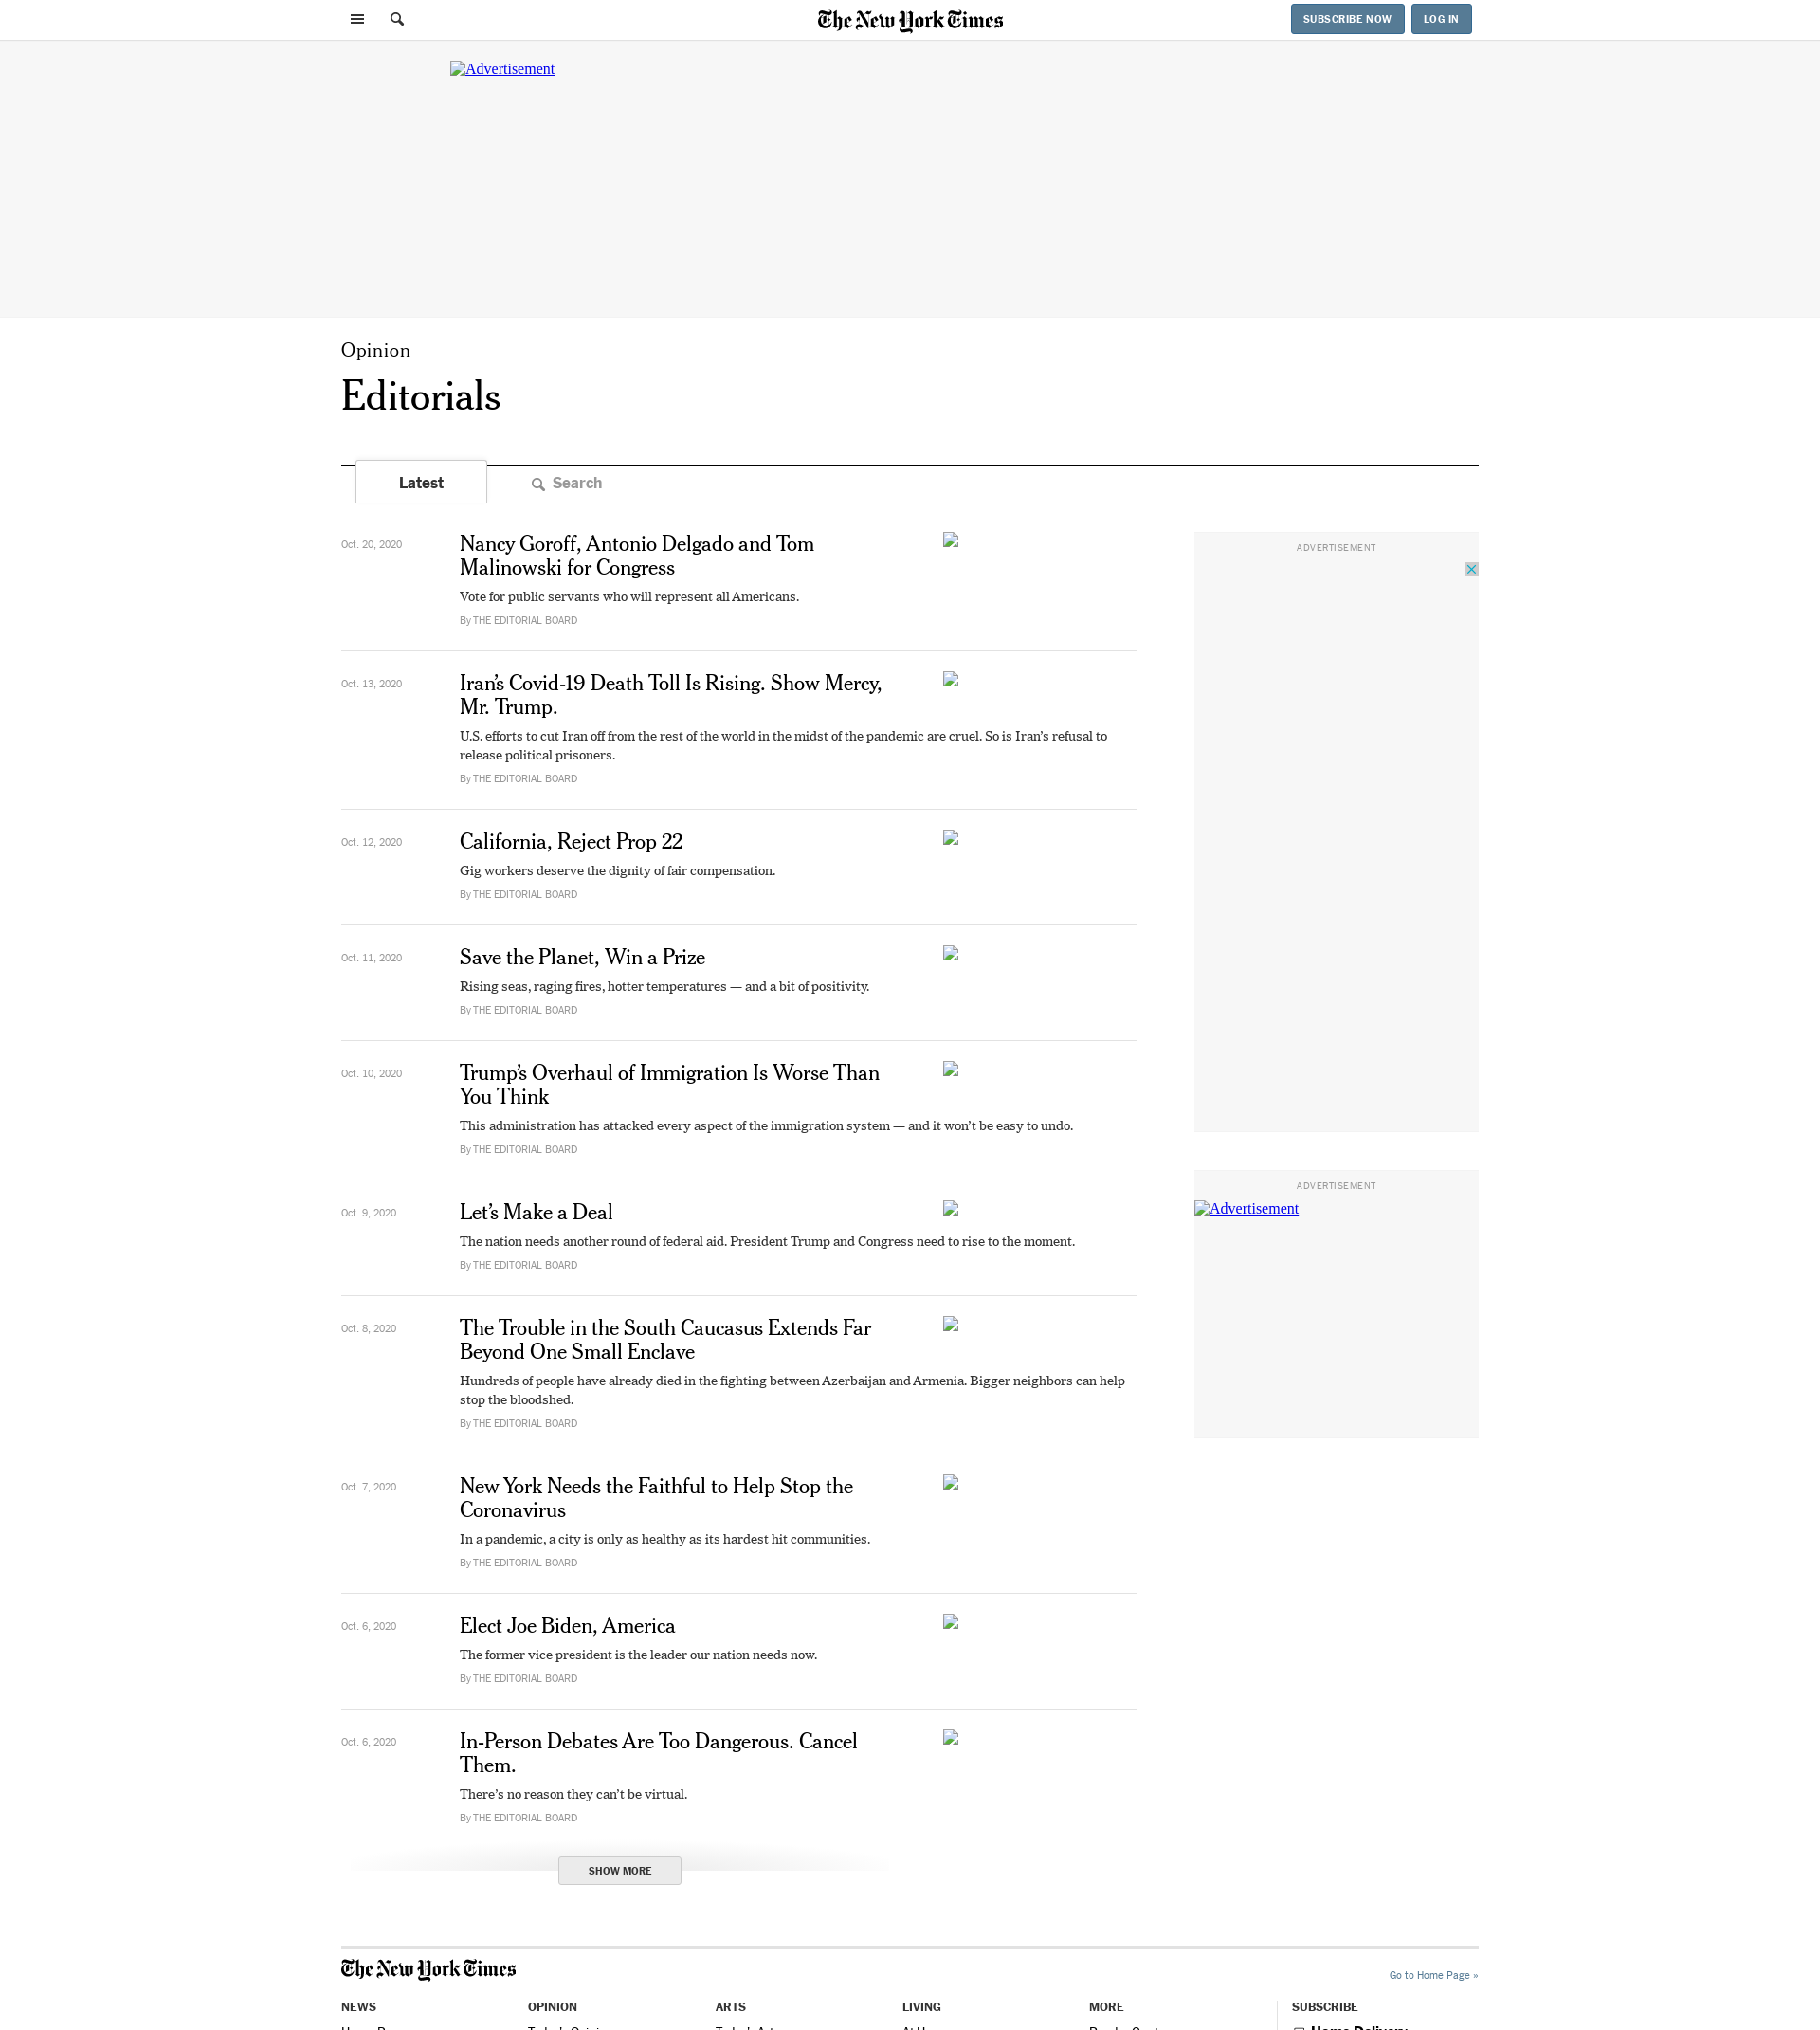 The New York Times
SUBSCRIBE NOW
LOG IN
Advertisement
Opinion
Editorials
Latest
Search
Oct. 20, 2020
Nancy Goroff, Antonio Delgado and Tom
Malinowski for Congress
Vote for public servants who will represent all Americans.
By THE EDITORIAL BOARD
Oct. 13, 2020
Iran’s Covid-19 Death Toll Is Rising. Show Mercy,
Mr. Trump.
U.S. efforts to cut Iran off from the rest of the world in the midst of the pandemic are cruel. So is Iran’s refusal to
release political prisoners.
By THE EDITORIAL BOARD
Oct. 12, 2020
California, Reject Prop 22
Gig workers deserve the dignity of fair compensation.
By THE EDITORIAL BOARD
Oct. 11, 2020
Save the Planet, Win a Prize
Rising seas, raging fires, hotter temperatures — and a bit of positivity.
By THE EDITORIAL BOARD
Oct. 10, 2020
Trump’s Overhaul of Immigration Is Worse Than
You Think
This administration has attacked every aspect of the immigration system — and it won’t be easy to undo.
By THE EDITORIAL BOARD
Oct. 9, 2020
Let’s Make a Deal
The nation needs another round of federal aid. President Trump and Congress need to rise to the moment.
By THE EDITORIAL BOARD
Oct. 8, 2020
The Trouble in the South Caucasus Extends Far
Beyond One Small Enclave
Hundreds of people have already died in the fighting between Azerbaijan and Armenia. Bigger neighbors can help
stop the bloodshed.
By THE EDITORIAL BOARD
Oct. 7, 2020
New York Needs the Faithful to Help Stop the
Coronavirus
In a pandemic, a city is only as healthy as its hardest hit communities.
By THE EDITORIAL BOARD
Oct. 6, 2020
Elect Joe Biden, America
The former vice president is the leader our nation needs now.
By THE EDITORIAL BOARD
Oct. 6, 2020
In-Person Debates Are Too Dangerous. Cancel
Them.
There’s no reason they can’t be virtual.
By THE EDITORIAL BOARD
SHOW MORE
ADVERTISEMENT
ADVERTISEMENT
Advertisement
The New York Times
Go to Home Page »
NEWS
OPINION
ARTS
LIVING
MORE
SUBSCRIBE
Home Delivery